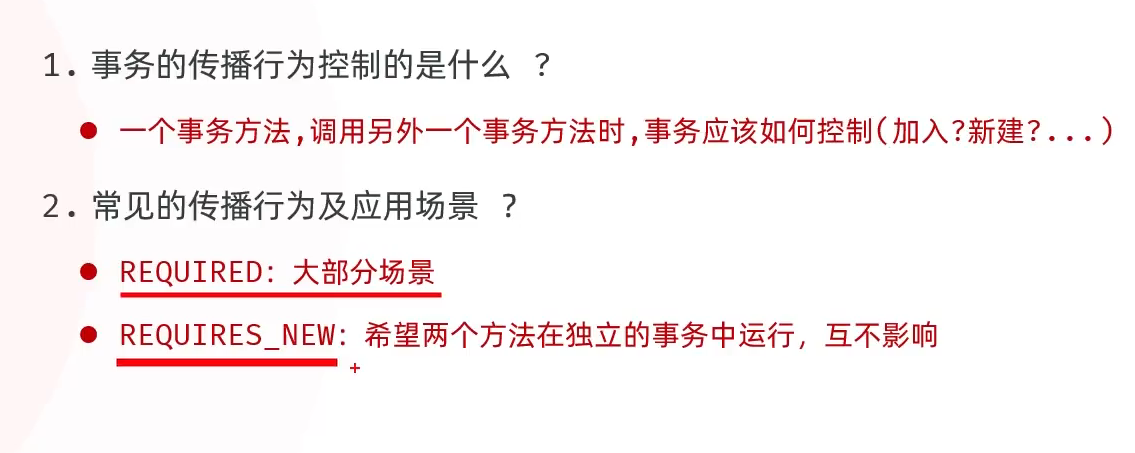 1. 事务的传播行为控制的是什么 ?
● 一个事务方法,调用另外一个事务方法时,事务应该如何控制(加入?新建?...)
2. 常见的传播行为及应用场景 ?
● REQUIRED: 大部分场景
● REQUIRES_NEW: 希望两个方法在独立的事务中运行，互不影响